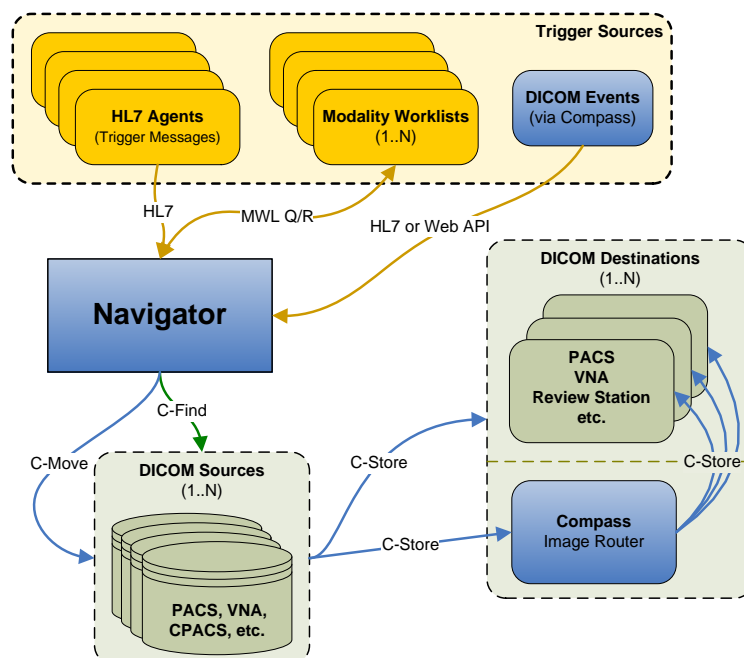 Trigger Sources
HL7 Agents
(Trigger Messages)
Modality Worklists
(1..N)
DICOM Events
(via Compass)
HL7
MWL Q/R
HL7 or Web API
Navigator
DICOM Destinations
(1..N)
PACS
VNA
Review Station
etc.
C-Find
C-Move
C-Store
C-Store
DICOM Sources
(1..N)
C-Store
Compass
Image Router
PACS, VNA,
CPACS, etc.